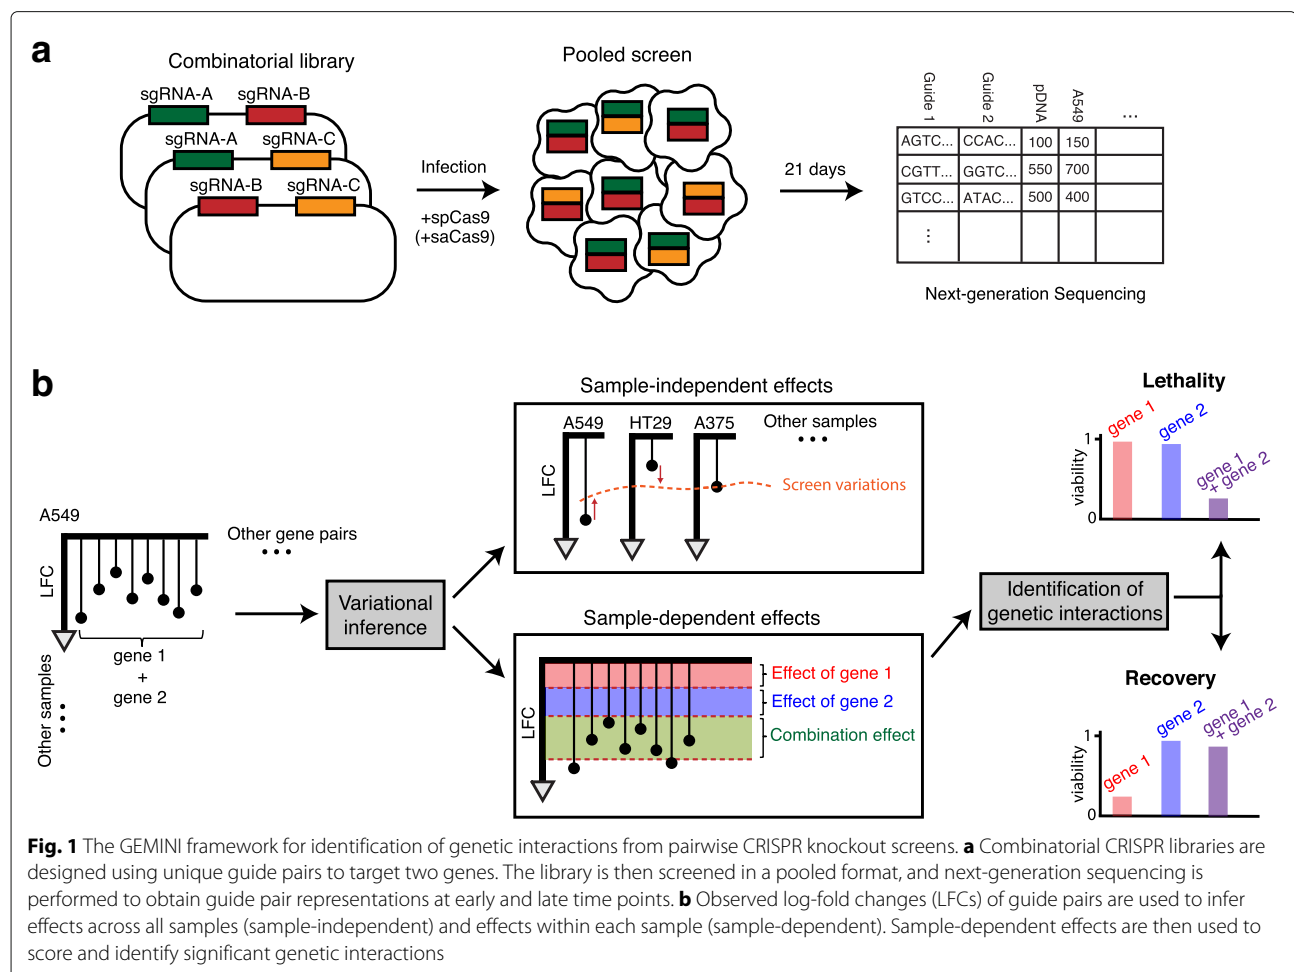 a
Combinatorial library
sgRNA-A sgRNA-B
sgRNA-A sgRNA-C
sgRNA-B sgRNA-C
Infection
+spCas9
(+saCas9)
Pooled screen
21 days
Guide 1 Guide 2 pDNA A549 ...
AGTC... CCAC... 100 150
CGTT... GGTC... 550 700
GTCC... ATAC... 500 400
⋮
Next-generation Sequencing
b
A549
LFC
Other gene pairs
...
gene 1
+
gene 2
Other samples
...
Variational
inference
Sample-independent effects
A549 HT29 A375 Other samples
...
LFC
Screen variations
Sample-dependent effects
LFC
Effect of gene 1
Effect of gene 2
Combination effect
Identification of
genetic interactions
Lethality
viability
1
0
gene 1
gene 2
gene 1
+ gene 2
Recovery
viability
1
0
gene 1
gene 2
gene 1
+ gene 2
Fig. 1 The GEMINI framework for identification of genetic interactions from pairwise CRISPR knockout screens. a Combinatorial CRISPR libraries are
designed using unique guide pairs to target two genes. The library is then screened in a pooled format, and next-generation sequencing is
performed to obtain guide pair representations at early and late time points. b Observed log-fold changes (LFCs) of guide pairs are used to infer
effects across all samples (sample-independent) and effects within each sample (sample-dependent). Sample-dependent effects are then used to
score and identify significant genetic interactions